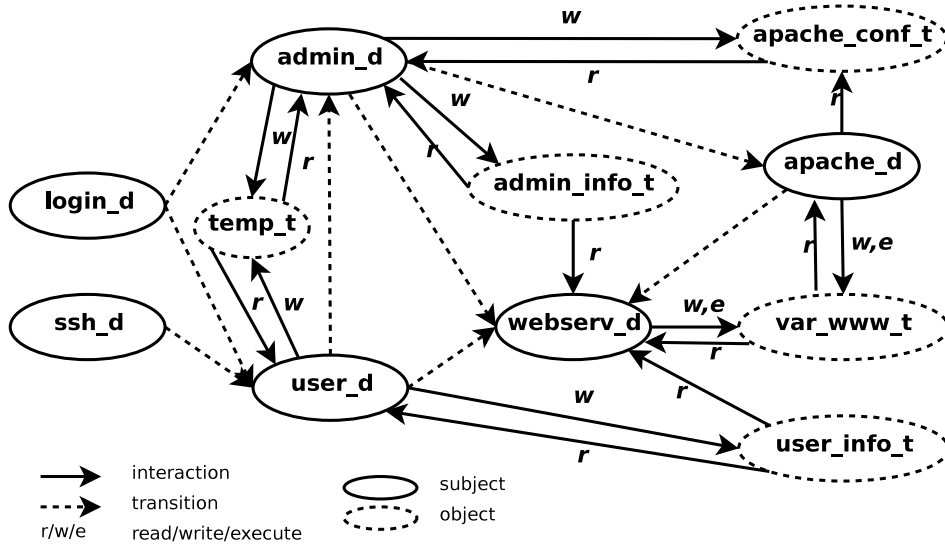 w
admin_d
apache_conf_t
r
w
r
w
r
r
apache_d
admin_info_t
login_d
temp_t
r
r
w,e
r
w
ssh_d
webserv_d
w,e
var_www_t
r
user_d
w
r
user_info_t
r
interaction
subject
transition
object
r/w/e
read/write/execute